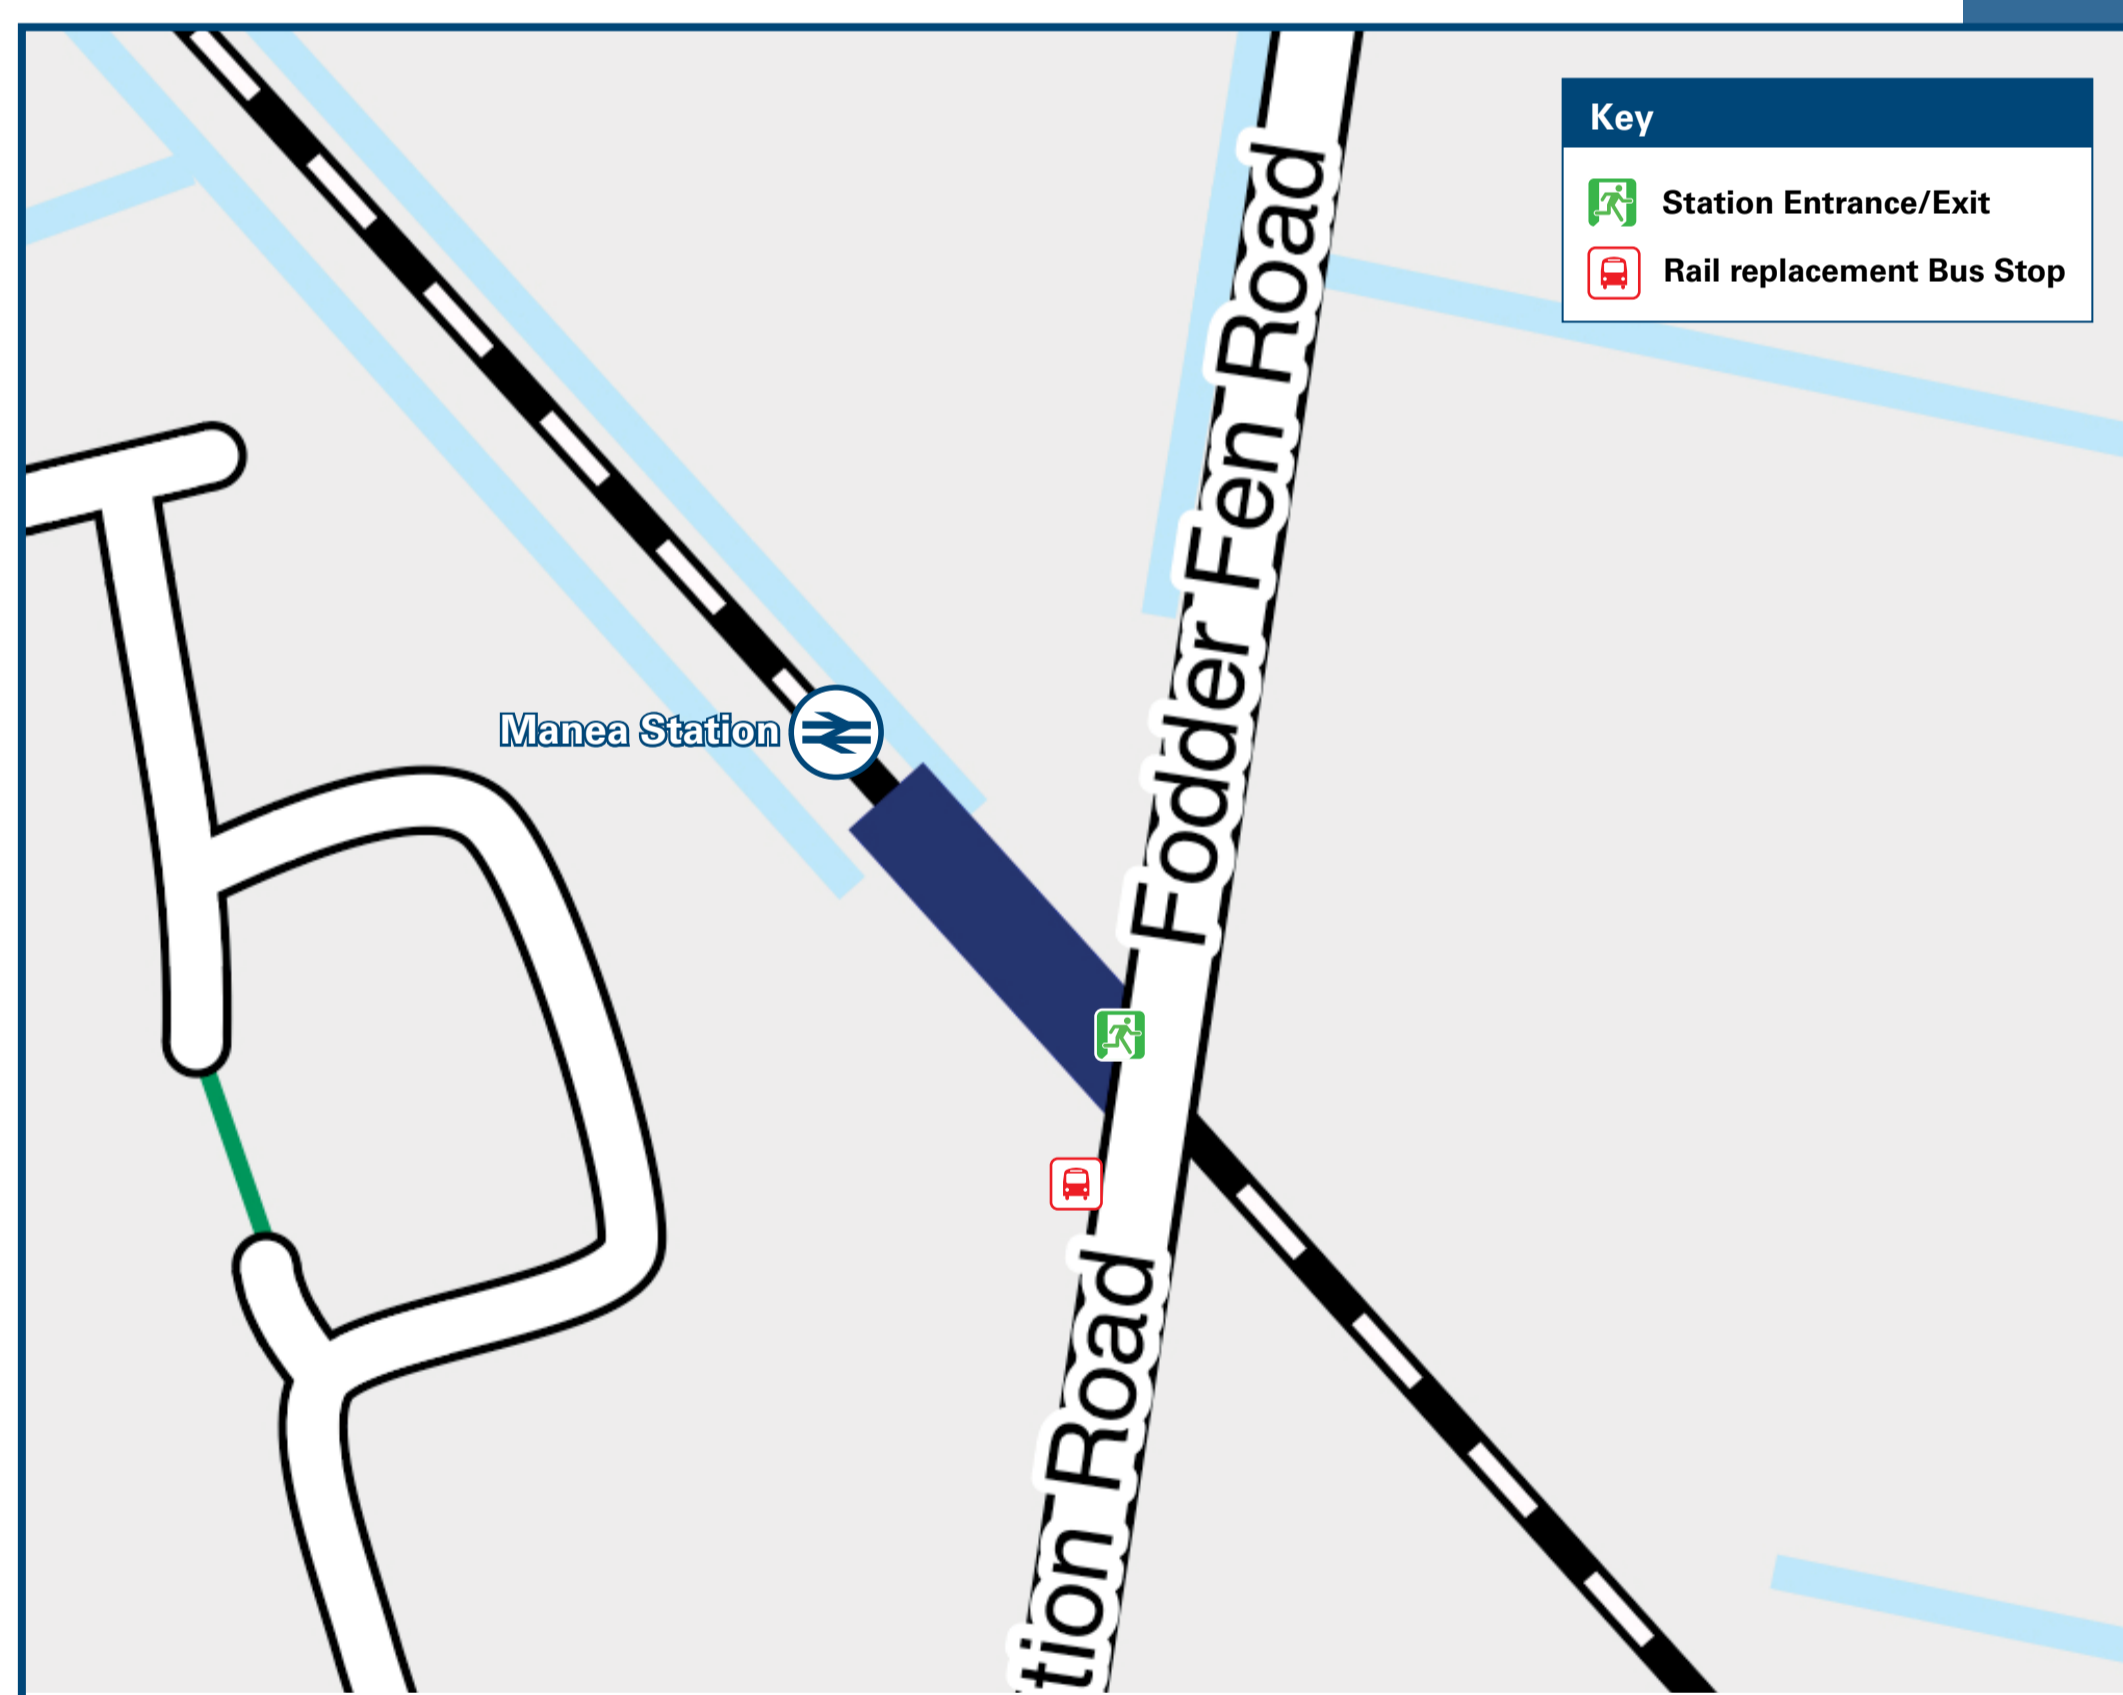 Key
Station Entrance/Exit
Rail replacement Bus Stop
Fodder Fen Road
Manea Station
tion Road